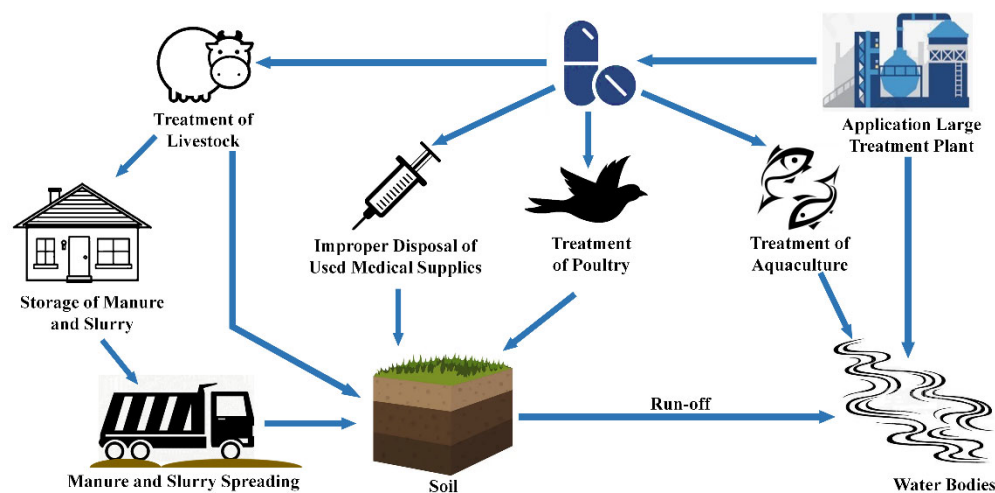 Treatment of
Livestock
Application Large
Treatment Plant
Improper Disposal of
Used Medical Supplics
Treatment
of Poultry
Treatment of
Aquaculture
Storage of Manure
and Slurry
Run-off
Manure and Slurry Spreading
Soil
Water Bodies